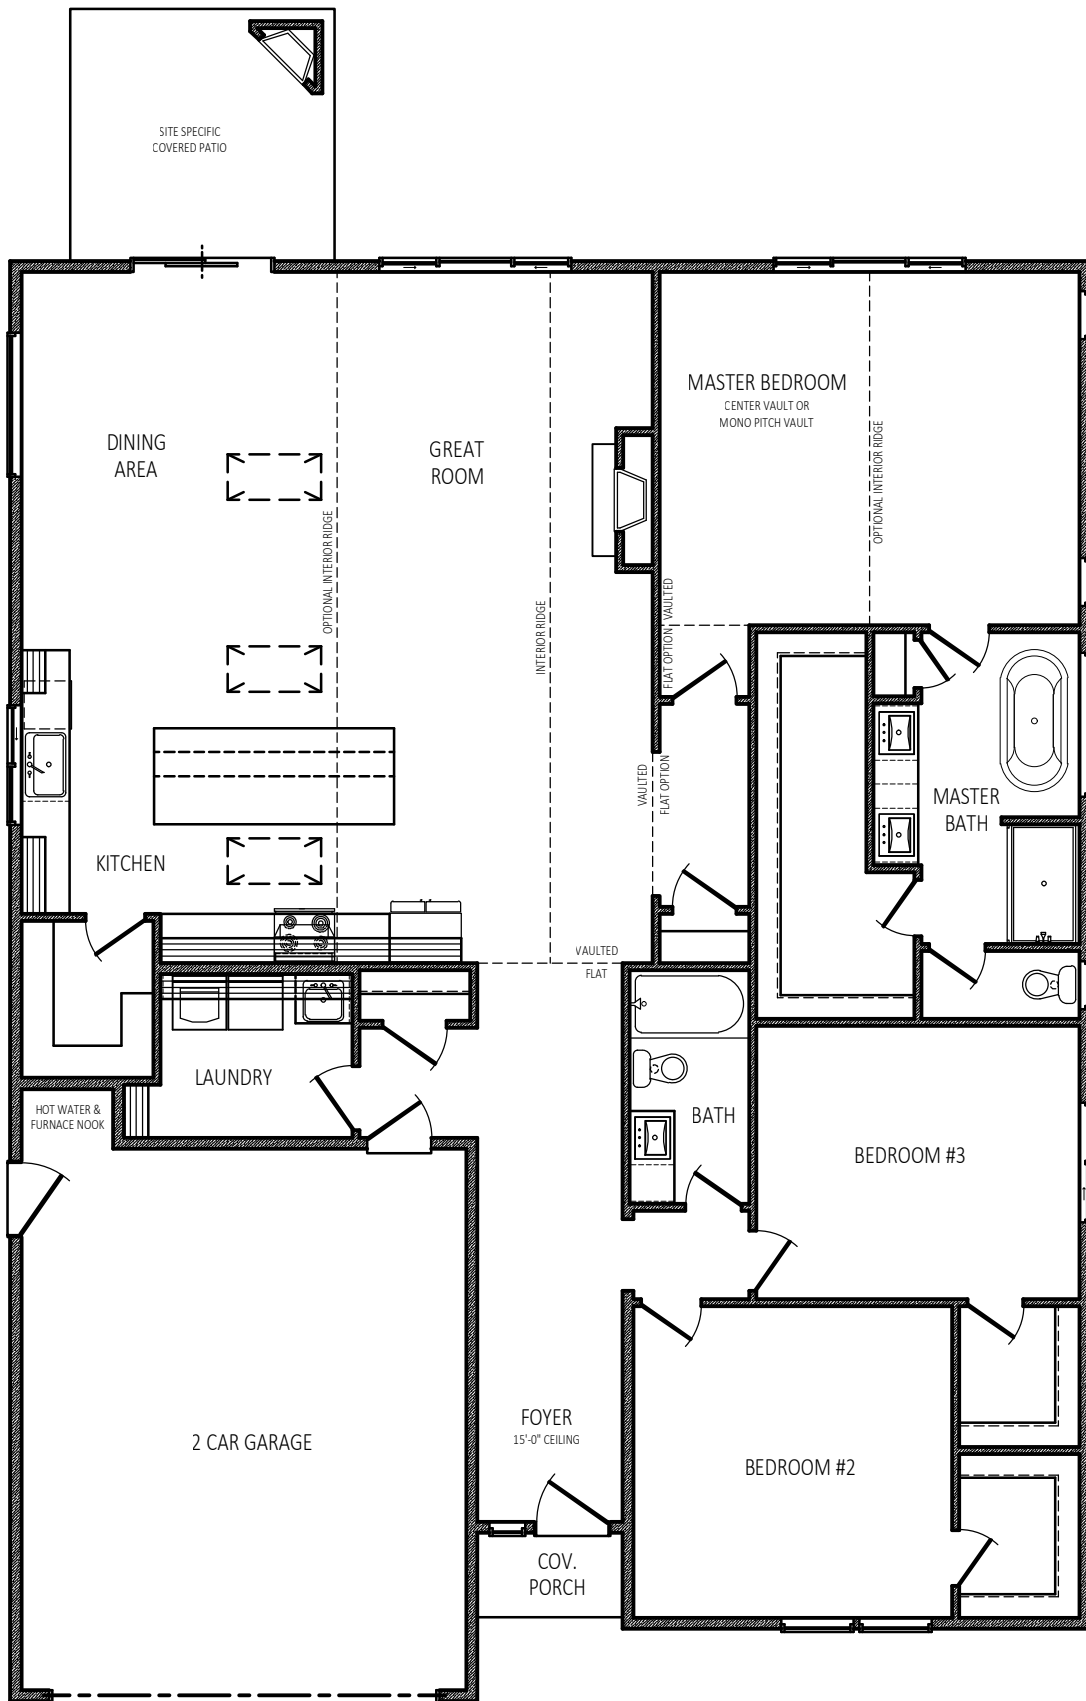 SITE SPECIFIC
COVERED PATIO
MASTER BEDROOM
CENTER VAULT OR
MONO PITCH VAULT
DINING
AREA
GREAT
ROOM
OPTIONAL INTERIOR RIDGE
OPTIONAL INTERIOR RIDGE
INTERIOR RIDGE
VAULTED
FLAT OPTION
VAULTED
FLAT OPTION
MASTER
BATH
KITCHEN
VAULTED
FLAT
LAUNDRY
HOT WATER &
FURNACE NOOK
BATH
BEDROOM #3
FOYER
15'-0" CEILING
2 CAR GARAGE
BEDROOM #2
COV.
PORCH